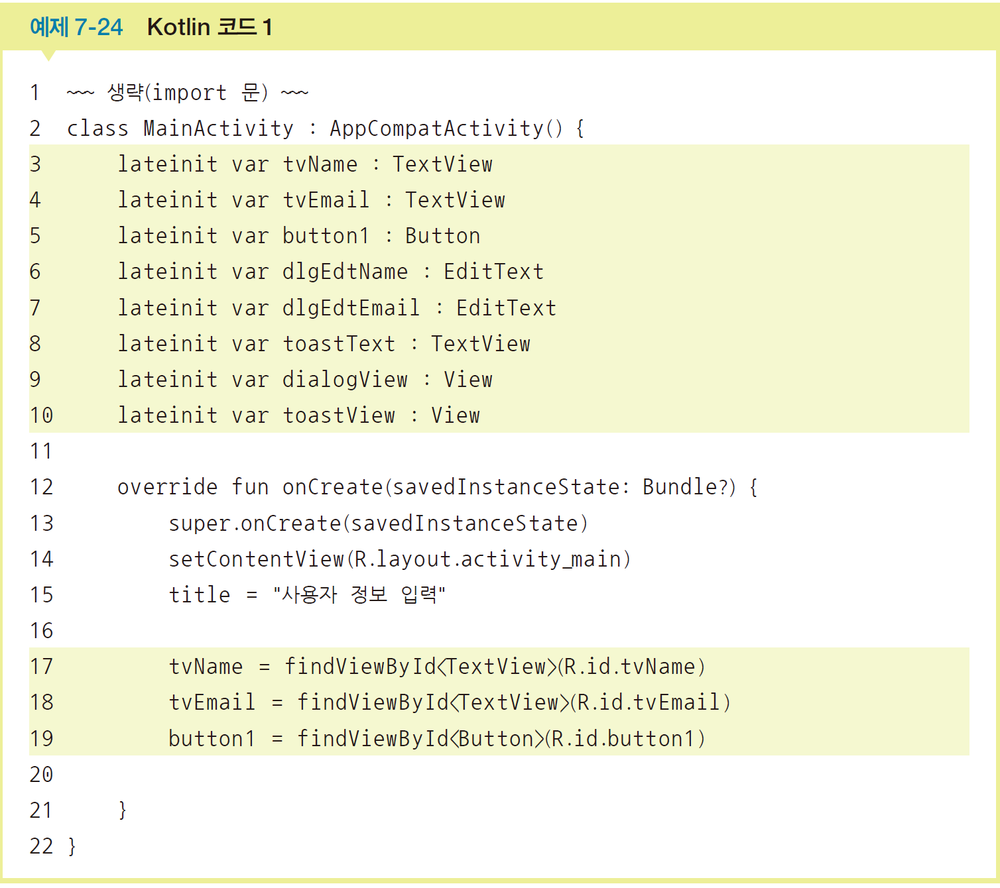 예제 7-24 Kotlin 코드 1
1 ~~~ 생략(import 문) ~~~
2 class MainActivity : AppCompatActivity() {
3     lateinit var tvName : TextView
4     lateinit var tvEmail : TextView
5     lateinit var button1 : Button
6     lateinit var dlgEdtName : EditText
7     lateinit var dlgEdtEmail : EditText
8     lateinit var toastText : TextView
9     lateinit var dialogView : View
10     lateinit var toastView : View
11
12     override fun onCreate(savedInstanceState: Bundle?) {
13         super.onCreate(savedInstanceState)
14         setContentView(R.layout.activity_main)
15         title = "사용자 정보 입력"
16
17         tvName = findViewById<TextView>(R.id.tvName)
18         tvEmail = findViewById<TextView>(R.id.tvEmail)
19         button1 = findViewById<Button>(R.id.button1)
20
21     }
22 }